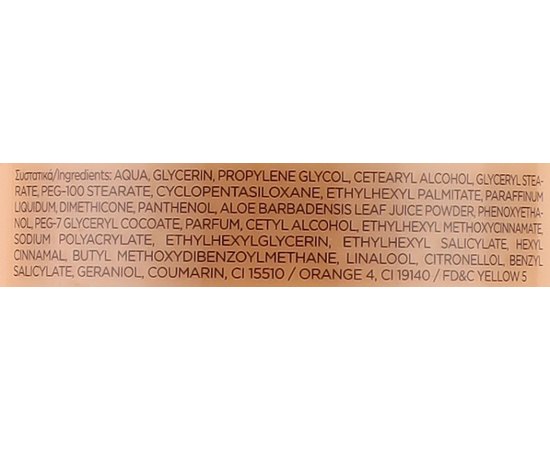 Συστατικά/Ingredients: AQUA, GLYCERIN, PROPYLENE GLYCOL, CETEARYL ALCOHOL, GLYCERYL STEA-
RATE, PEG-100 STEARATE, CYCLOPENTASILOXANE, ETHYLHEXYL PALMITATE, PARAFFINUM
LIQUIDUM, DIMETHICONE, PANTHENOL, ALOE BARBADENSIS LEAF JUICE POWDER, PHENOXYETHA-
NOL, PEG-7 GLYCERYL COCOATE, PARFUM, CETYL ALCOHOL, ETHYLHEXYL METHOXYCINNAMATE,
SODIUM POLYACRYLATE, ETHYLHEXYLGLYCERIN, ETHYLHEXYL SALICYLATE, HEXYL
CINNAMAL, BUTYL METHOXYDIBENZOYLMETHANE, LINALOOL, CITRONELLOL, BENZYL
SALICYLATE, GERANIOL, COUMARIN, CI 15510 / ORANGE 4, CI 19140 / FD&C YELLOW 5